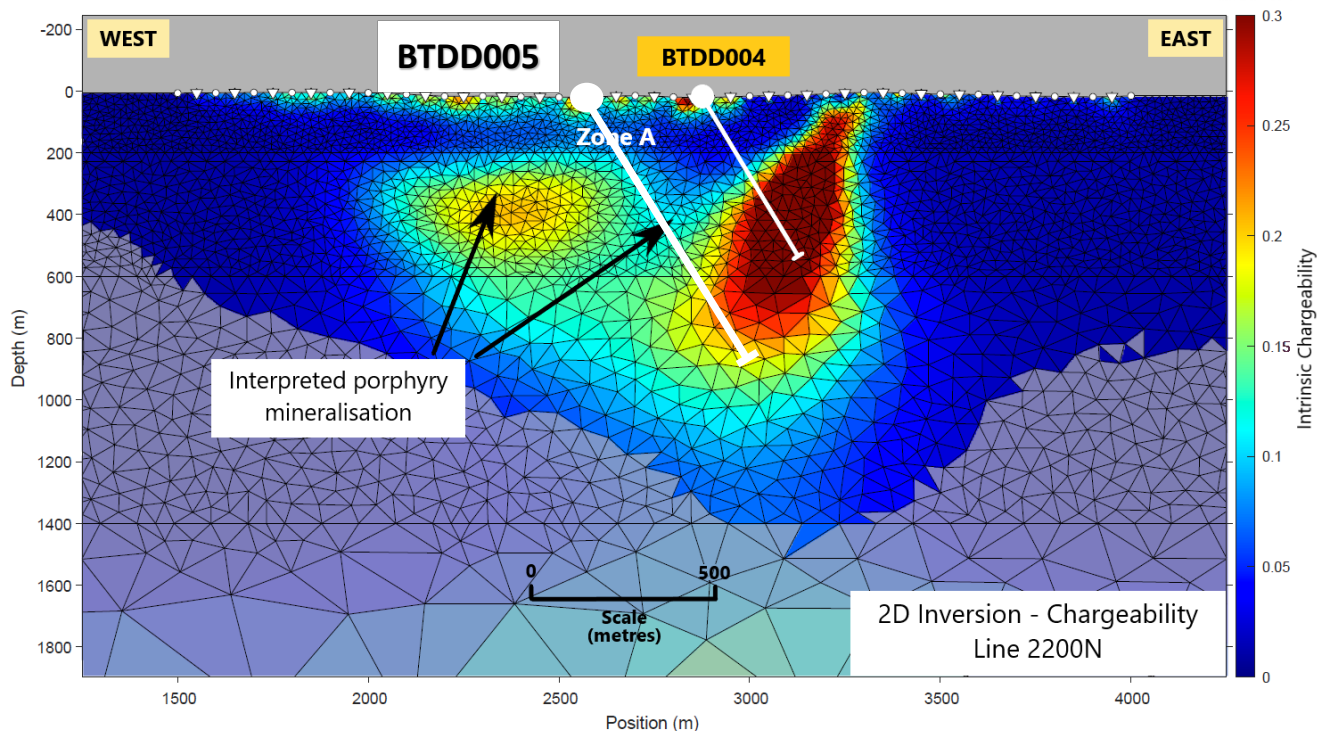 WEST
BTDD005
BTDD004
EAST
-200
0
200
400
600
800
1000
1200
1400
1600
1800
Depth (m)
Zone A
Interpreted porphyry
mineralisation
0 500
Scale
(metres)
2D Inversion - Chargeability
Line 2200N
1500 2000 2500 3000 3500 4000
Position (m)
0.3
0.25
0.2
0.15
0.1
0.05
0
Intrinsic Chargeability